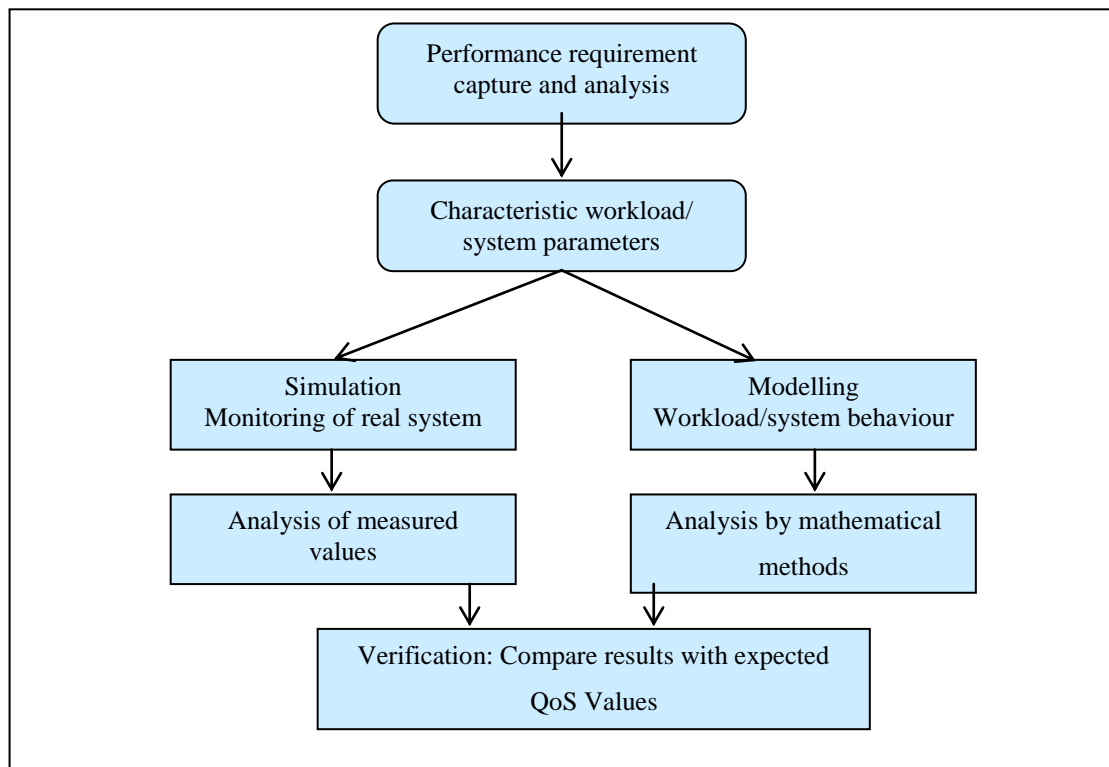 Performance requirement
capture and analysis
Characteristic workload/
system parameters
Simulation
Monitoring of real system
Modelling
Workload/system behaviour
Analysis of measured
values
Analysis by mathematical
methods
Verification: Compare results with expected
QoS Values